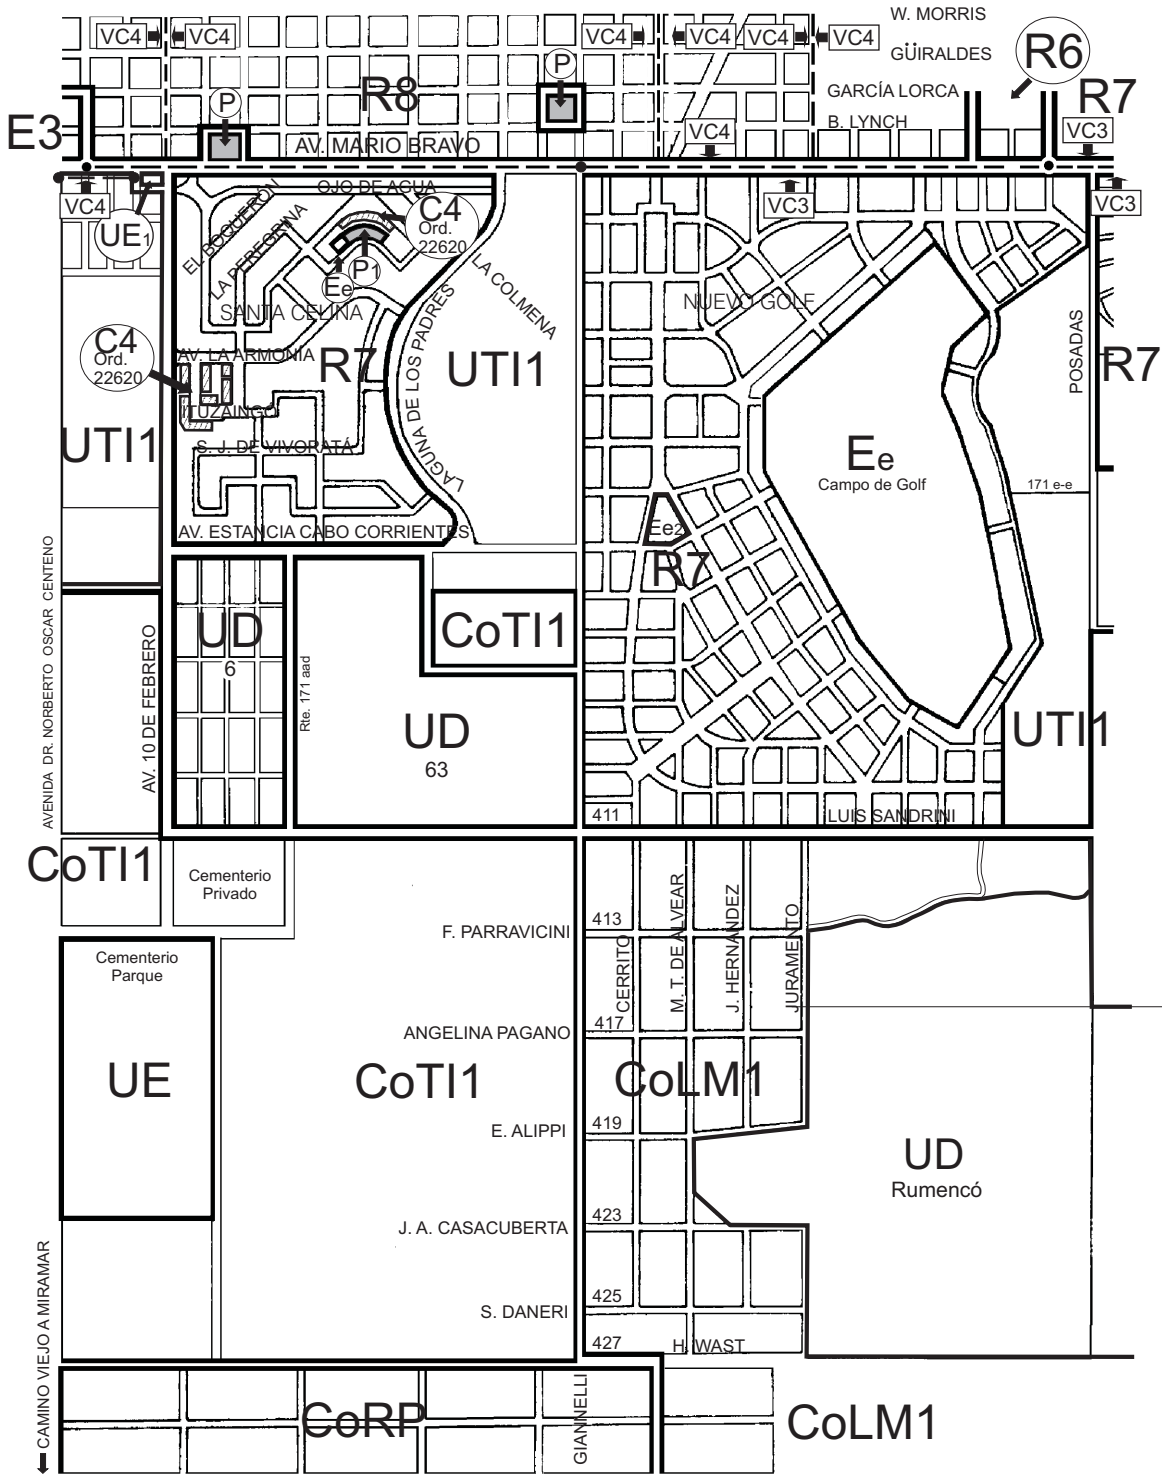 W. MORRIS
VC4
VC4
VC4
VC4
VC4
VC4
GÜIRALDES
R6
P
P
R8
GARCÍA LORCA
R7
E3
B. LYNCH
VC4
VC3
AV. MARIO BRAVO
VC4
UE1
OJO DE AGUA
EL BOQUERÓN
LA PEREGRINA
C4
Ord.
22620
P1
Ee
SANTA CELINA
LA COLMENA
LAGUNA DE LOS PADRES
VC3
VC3
NUEVO GOLF
POSADAS
R7
C4
Ord.
22620
AV. LA ARMONÍA
R7
UTI1
ITUZAINGÓ
UTI1
S. J. DE VIVORATÁ
Ee
Campo de Golf
171 e-e
AV. ESTANCIA CABO CORRIENTES
Ee2
R7
AVENIDA DR. NORBERTO OSCAR CENTENO
AV. 10 DE FEBRERO
UD
6
Rte. 171 aad
CoTI1
UD
63
UTI1
411
LUIS SANDRINI
CoTI1
Cementerio
Privado
F. PARRAVICINI
413
CERRITO
M. T. DE ALVEAR
J. HERNANDEZ
JURAMENTO
Cementerio
Parque
ANGELINA PAGANO
417
UE
CoTI1
CoLM1
E. ALIPPI
419
UD
Rumencó
J. A. CASACUBERTA
423
CAMINO VIEJO A MIRAMAR
S. DANERI
425
427
H. WAST
CoRP
GIANNELLI
CoLM1